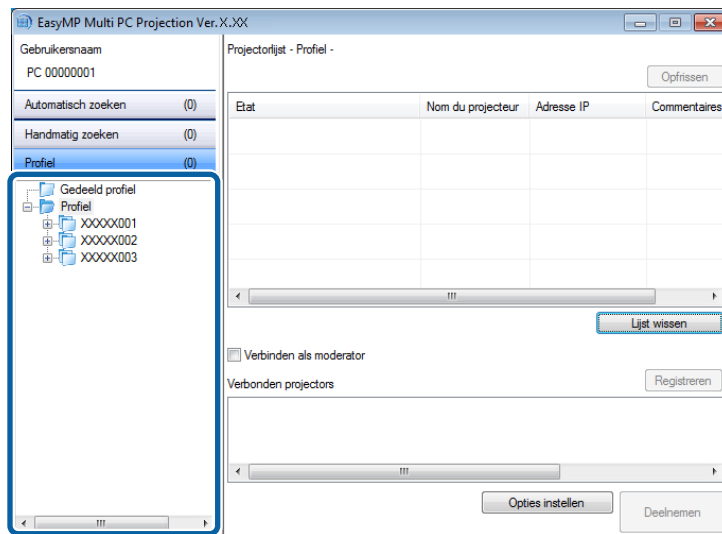 EasyMP Multi PC Projection Ver.X.XX
Gebruikersnaam
PC 00000001
Automatisch zoeken (0)
Handmatig zoeken (0)
Profiel (0)
Gedeeld profiel
Profiel
XXXXX001
XXXXX002
XXXXX003
Projectorlijst - Profiel -
Opfrissen
Etat Nom du projecteur Adresse IP Commentaires
Lijst wissen
Verbinden als moderator
Verbonden projectors
Registreren
Opties instellen
Deelnemen